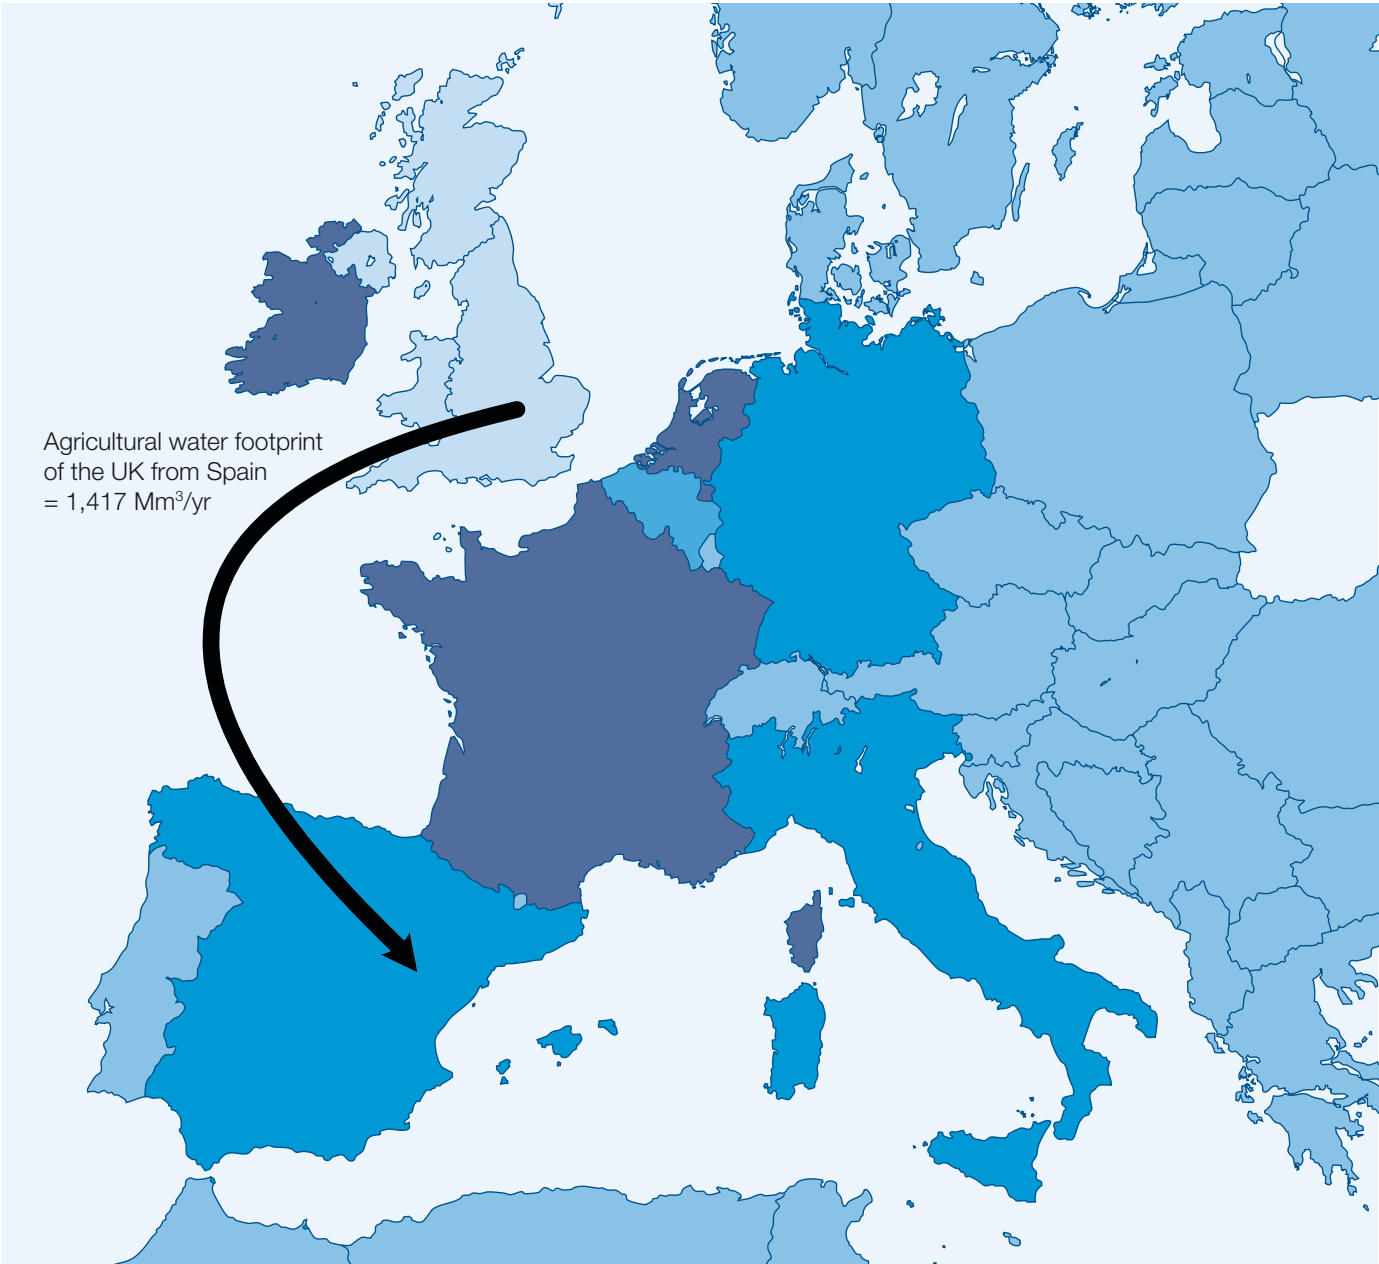 Agricultural water footprint
of the UK from Spain
= 1,417 Mm³/yr